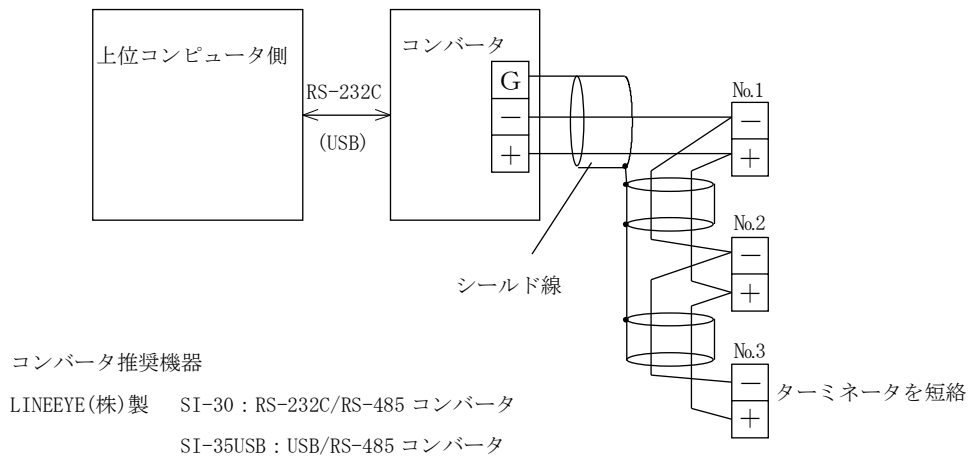 上位コンピュータ側
RS-232C
(USB)
コンバータ
G
−
+
シールド線
No.1
−
+
No.2
−
+
No.3
−
+
ターミネータを短絡
コンバータ推奨機器
LINEEYE(株)製 SI-30：RS-232C/RS-485 コンバータ
SI-35USB：USB/RS-485 コンバータ